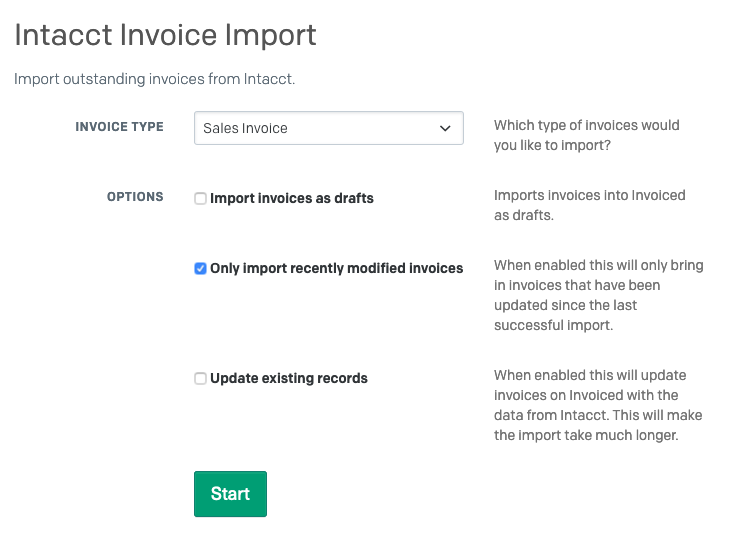 Intacct Invoice Import
Import outstanding invoices from Intacct.
INVOICE TYPE
Sales Invoice
Which type of invoices would
you like to import?
OPTIONS
Import invoices as drafts
Imports invoices into Invoiced
as drafts.
Only import recently modified invoices
When enabled this will only bring
in invoices that have been
updated since the last
successful import.
Update existing records
When enabled this will update
invoices on Invoiced with the
data from Intacct. This will make
the import take much longer.
Start